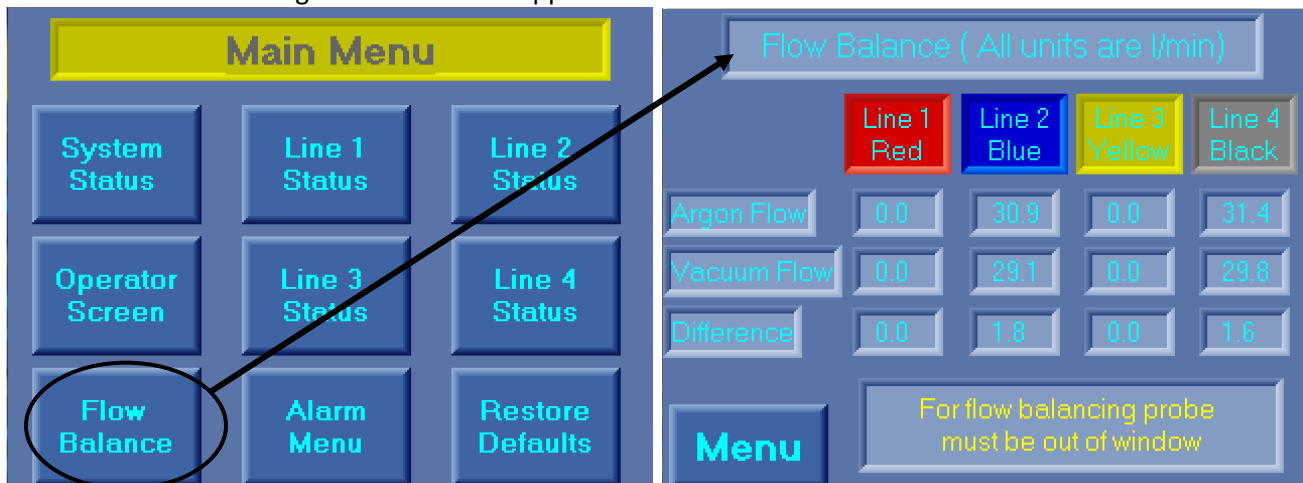 Main Menu
System
Status
Line 1
Status
Line 2
Status
Operator
Screen
Line 3
Status
Line 4
Status
Flow
Balance
Alarm
Menu
Restore
Defaults
Flow Balance ( All units are l/min)
Line 1
Red
Line 2
Blue
Line 3
Yellow
Line 4
Black
Argon Flow 0.0 30.9 0.0 31.4
Vacuum Flow 0.0 29.1 0.0 29.8
Difference 0.0 1.8 0.0 1.6
Menu
For flow balancing probe
must be out of window